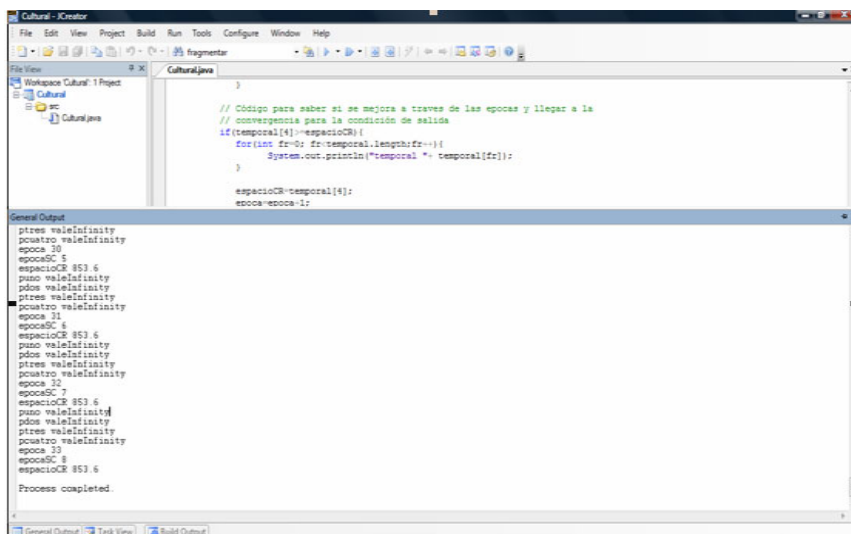 Cultural - JCreator
File Edit View Project Build Run Tools Configure Window Help
fragmentar
File View
Workspace 'Cultural': 1 Project
Cultural
src
Cultural.java
Cultural.java
}
// Código para saber si se mejora a traves de las epocas y llegar a la
// convergencia para la condición de salida
if(temporal[4]>=espacioCR){
for(int fr=0; fr<temporal.length;fr++){
System.out.println("temporal "+ temporal[fr]);
}
espacioCR=temporal[4];
epoca=epoca-1;
General Output
ptres valeInfinity
pcuatro valeInfinity
epoca 30
epocaSC 5
espacioCR 853.6
puno valeInfinity
pdos valeInfinity
ptres valeInfinity
pcuatro valeInfinity
epoca 31
epocaSC 6
espacioCR 853.6
puno valeInfinity
pdos valeInfinity
ptres valeInfinity
pcuatro valeInfinity
epoca 32
epocaSC 7
espacioCR 853.6
puno valeInfinity
pdos valeInfinity
ptres valeInfinity
pcuatro valeInfinity
epoca 33
epocaSC 8
espacioCR 853.6
Process completed.
General Output Task View Build Output